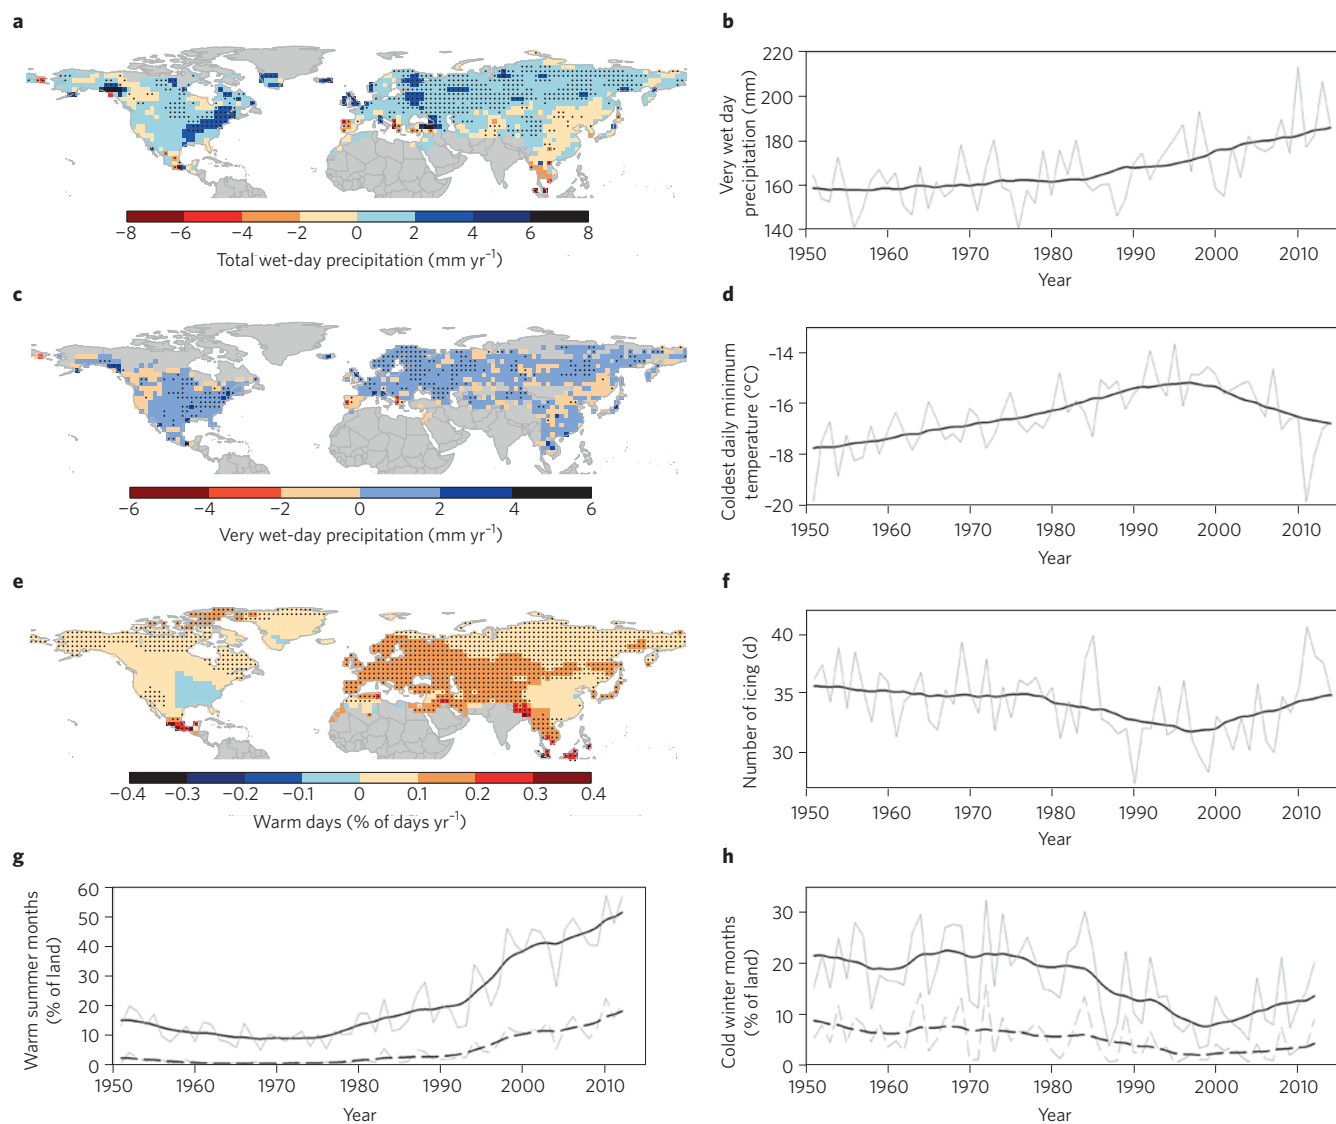 a
−8 −6 −4 −2 0 2 4 6 8
Total wet-day precipitation (mm yr−1)
b
Very wet day
precipitation (mm)
220
200
180
160
140
1950 1960 1970 1980 1990 2000 2010
Year
c
−6 −4 −2 0 2 4 6
Very wet-day precipitation (mm yr−1)
d
Coldest daily minimum
temperature (°C)
−14
−16
−18
−20
1950 1960 1970 1980 1990 2000 2010
Year
e
−0.4 −0.3 −0.2 −0.1 0 0.1 0.2 0.3 0.4
Warm days (% of days yr−1)
f
Number of icing (d)
40
35
30
1950 1960 1970 1980 1990 2000 2010
Year
g
Warm summer months
(% of land)
60
50
40
30
20
10
0
1950 1960 1970 1980 1990 2000 2010
Year
h
Cold winter months
(% of land)
30
20
10
0
1950 1960 1970 1980 1990 2000 2010
Year